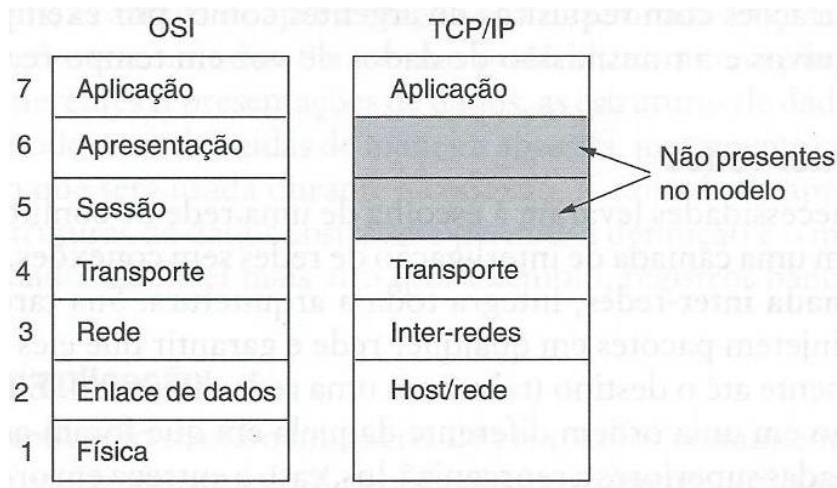 OSI TCP/IP
7 Aplicação Aplicação
6 Apresentação
Não presentes
no modelo
5 Sessão
4 Transporte Transporte
3 Rede Inter-redes
2 Enlace de dados Host/rede
1 Física